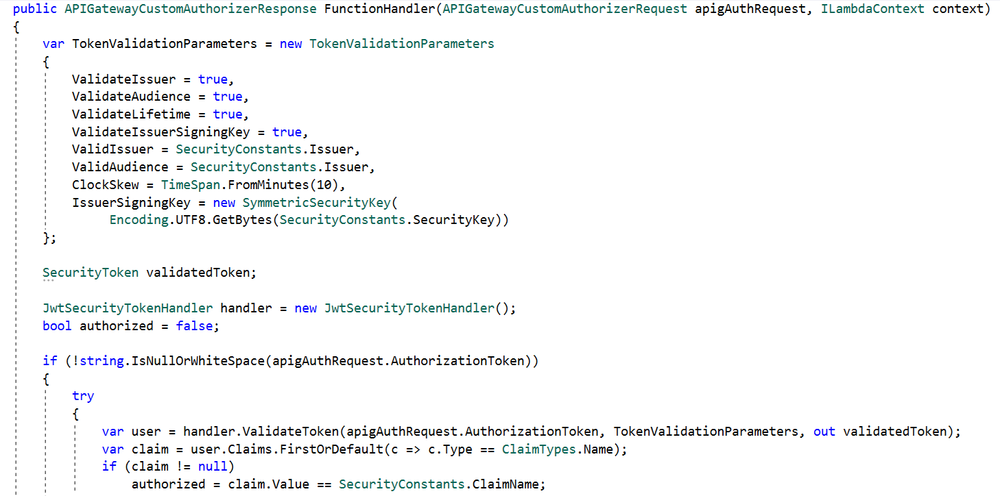 public APIGatewayCustomAuthorizerResponse FunctionHandler(APIGatewayCustomAuthorizerRequest apigAuthRequest, ILambdaContext context)
{
    var TokenValidationParameters = new TokenValidationParameters
    {
        ValidateIssuer = true,
        ValidateAudience = true,
        ValidateLifetime = true,
        ValidateIssuerSigningKey = true,
        ValidIssuer = SecurityConstants.Issuer,
        ValidAudience = SecurityConstants.Issuer,
        ClockSkew = TimeSpan.FromMinutes(10),
        IssuerSigningKey = new SymmetricSecurityKey(
             Encoding.UTF8.GetBytes(SecurityConstants.SecurityKey))
    };

    SecurityToken validatedToken;

    JwtSecurityTokenHandler handler = new JwtSecurityTokenHandler();
    bool authorized = false;

    if (!string.IsNullOrWhiteSpace(apigAuthRequest.AuthorizationToken))
    {
        try
        {
            var user = handler.ValidateToken(apigAuthRequest.AuthorizationToken, TokenValidationParameters, out validatedToken);
            var claim = user.Claims.FirstOrDefault(c => c.Type == ClaimTypes.Name);
            if (claim != null)
                authorized = claim.Value == SecurityConstants.ClaimName;